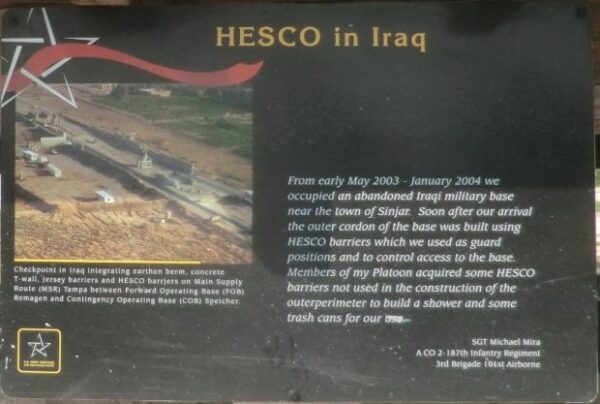 HESCO in Iraq
Checkpoint in Iraq integrating earthen berm, concrete
T-wall, Jersey barriers and HESCO barriers on Main Supply
Route (MSR) Tampa between Forward Operating Base (FOB)
Remagen and Contingency Operating Base (COB) Speicher.
From early May 2003 - January 2004 we
occupied an abandoned Iraqi military base
near the town of Sinjar. Soon after our arrival
the outer cordon of the base was built using
HESCO barriers which we used as guard
positions and to control access to the base.
Members of my Platoon acquired some HESCO
barriers not used in the construction of the
outerperimeter to build a shower and some
trash cans for our use.
SGT Michael Mira
A CO 2-187th Infantry Regiment
3rd Brigade 101st Airborne